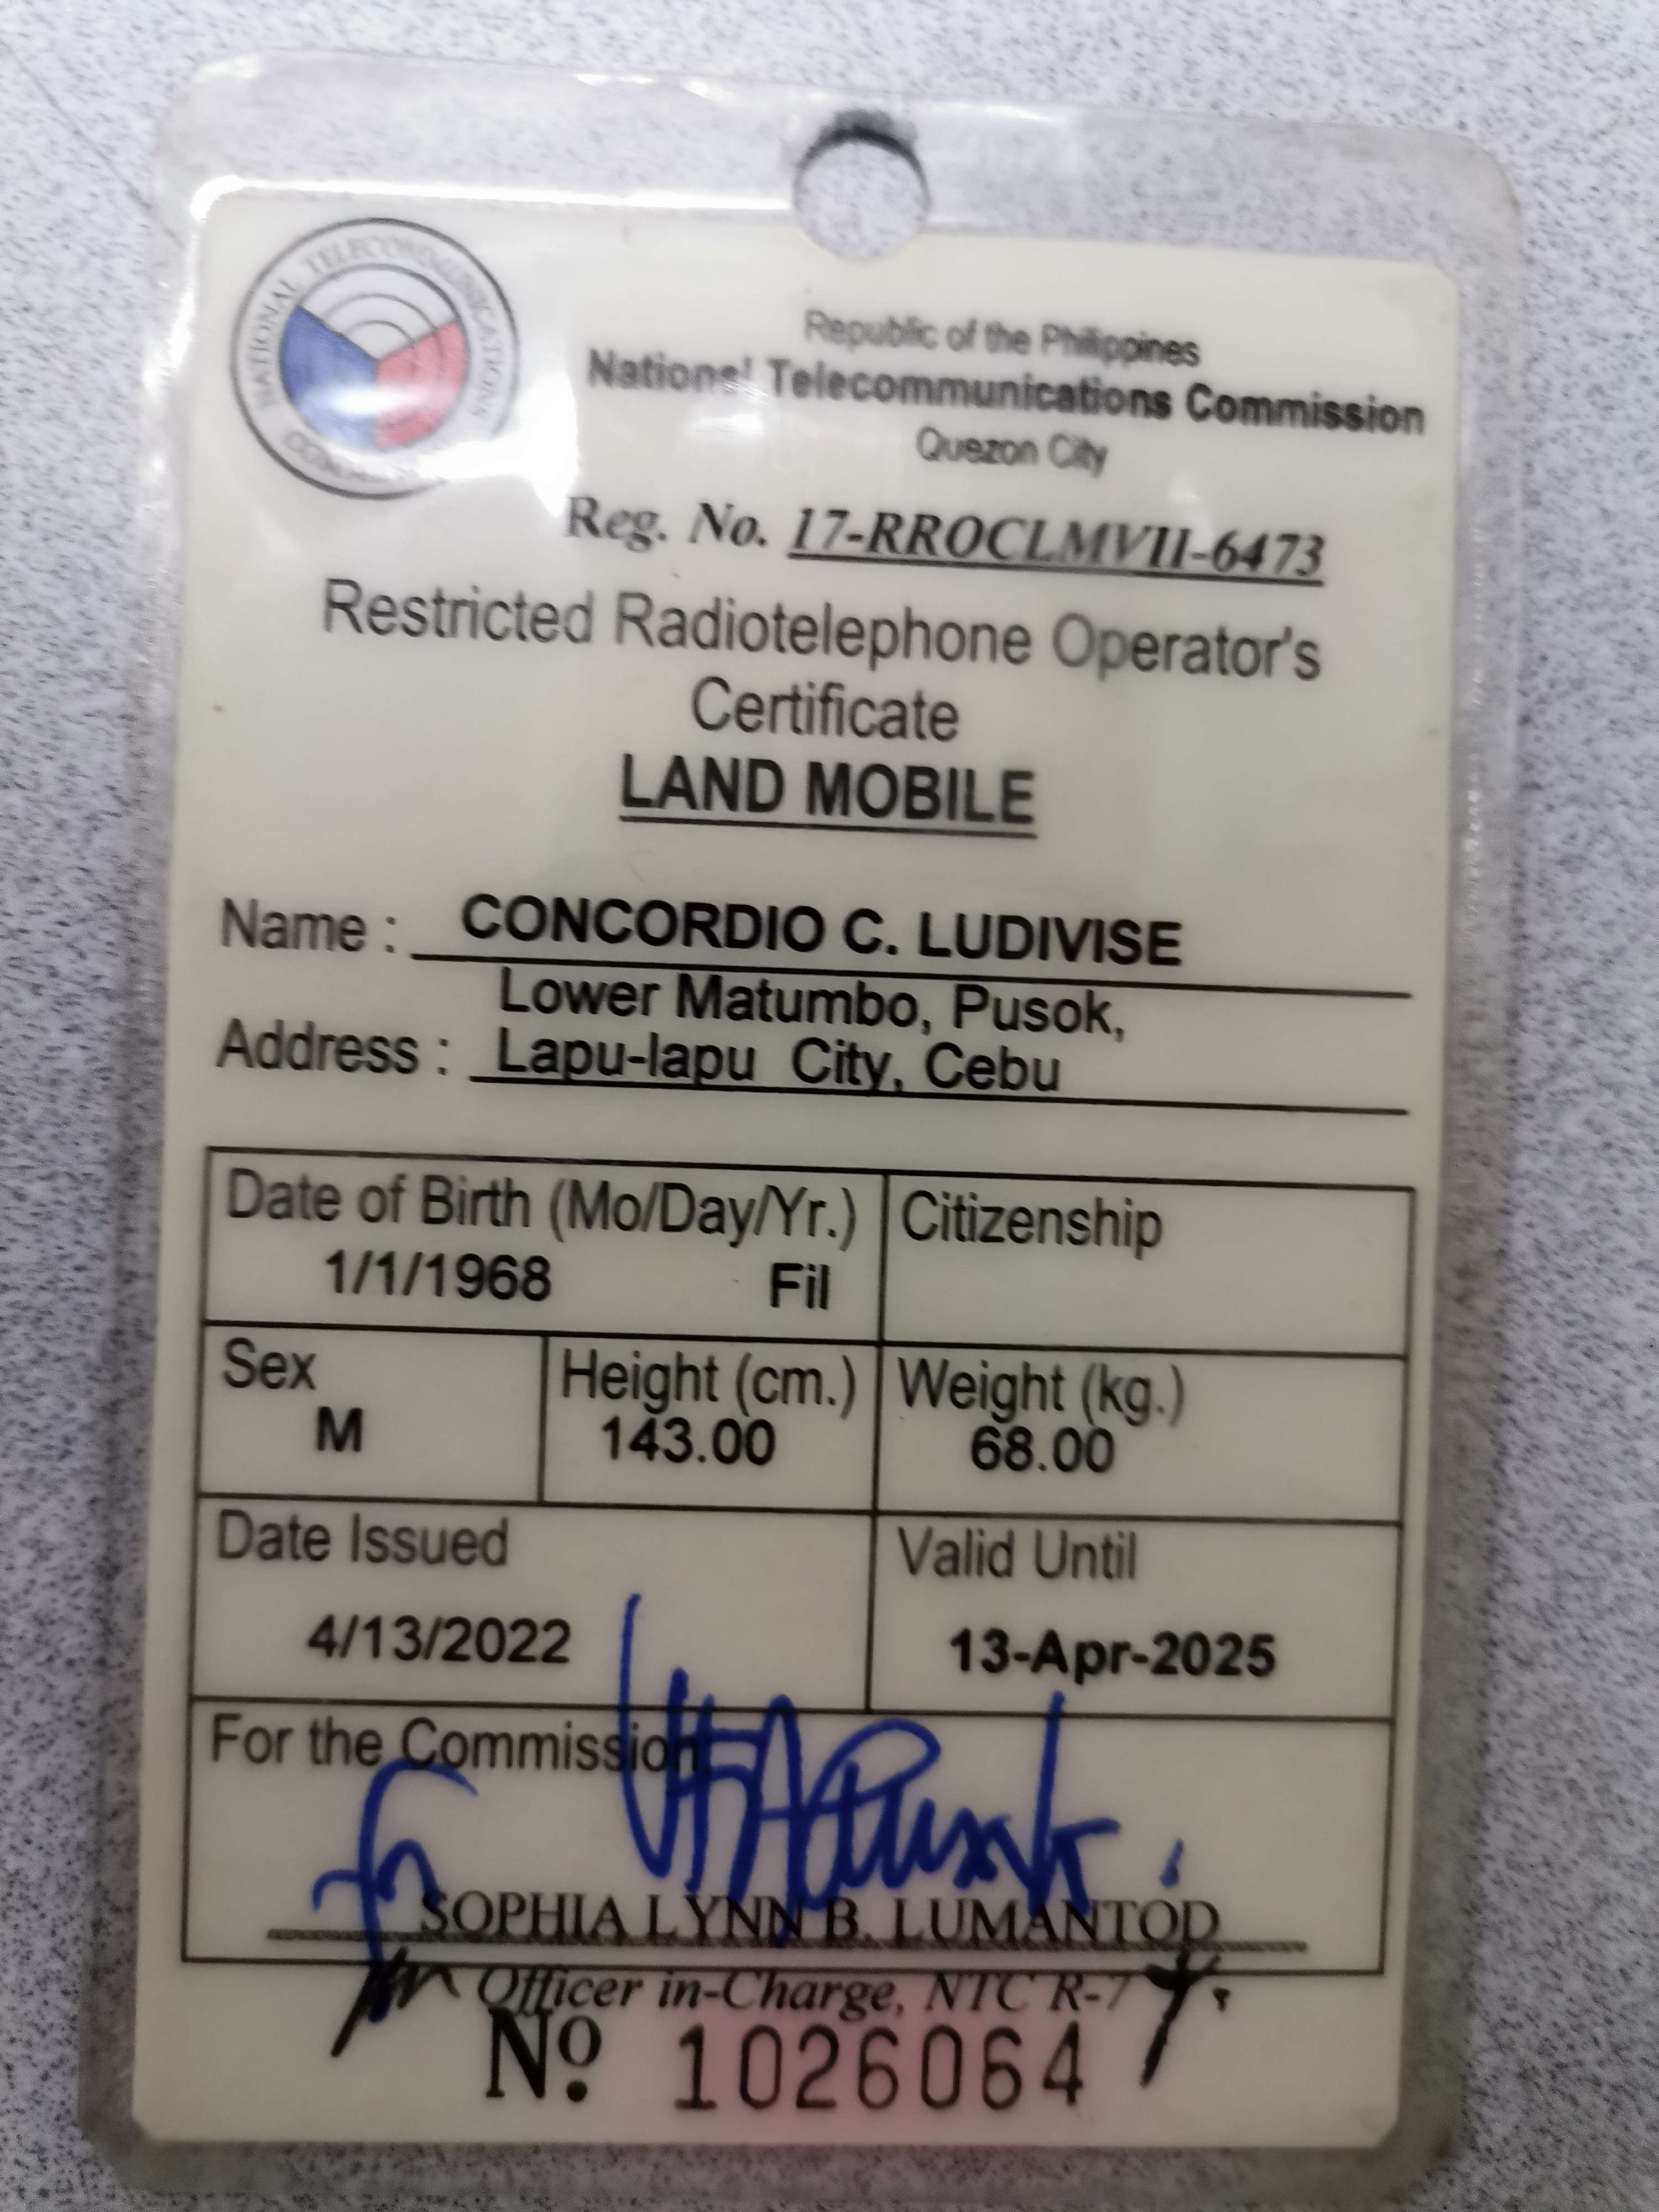 NATIONAL TELECOMMUNICATIONS
Republic of the Philippines
National Telecommunications Commission
Quezon City
Reg. No. 17-RROCLMVII-6473
Restricted Radiotelephone Operator's
Certificate
LAND MOBILE
Name : CONCORDIO C. LUDIVISE
Lower Matumbo, Pusok,
Address : Lapu-lapu City, Cebu
Date of Birth (Mo/Day/Yr.) Citizenship
1/1/1968 Fil
Sex Height (cm.) Weight (kg.)
M 143.00 68.00
Date Issued Valid Until
4/13/2022 13-Apr-2025
For the Commission
SOPHIA LYNN B. LUMANTOD
Officer in-Charge, NTC R-7
No. 1026064